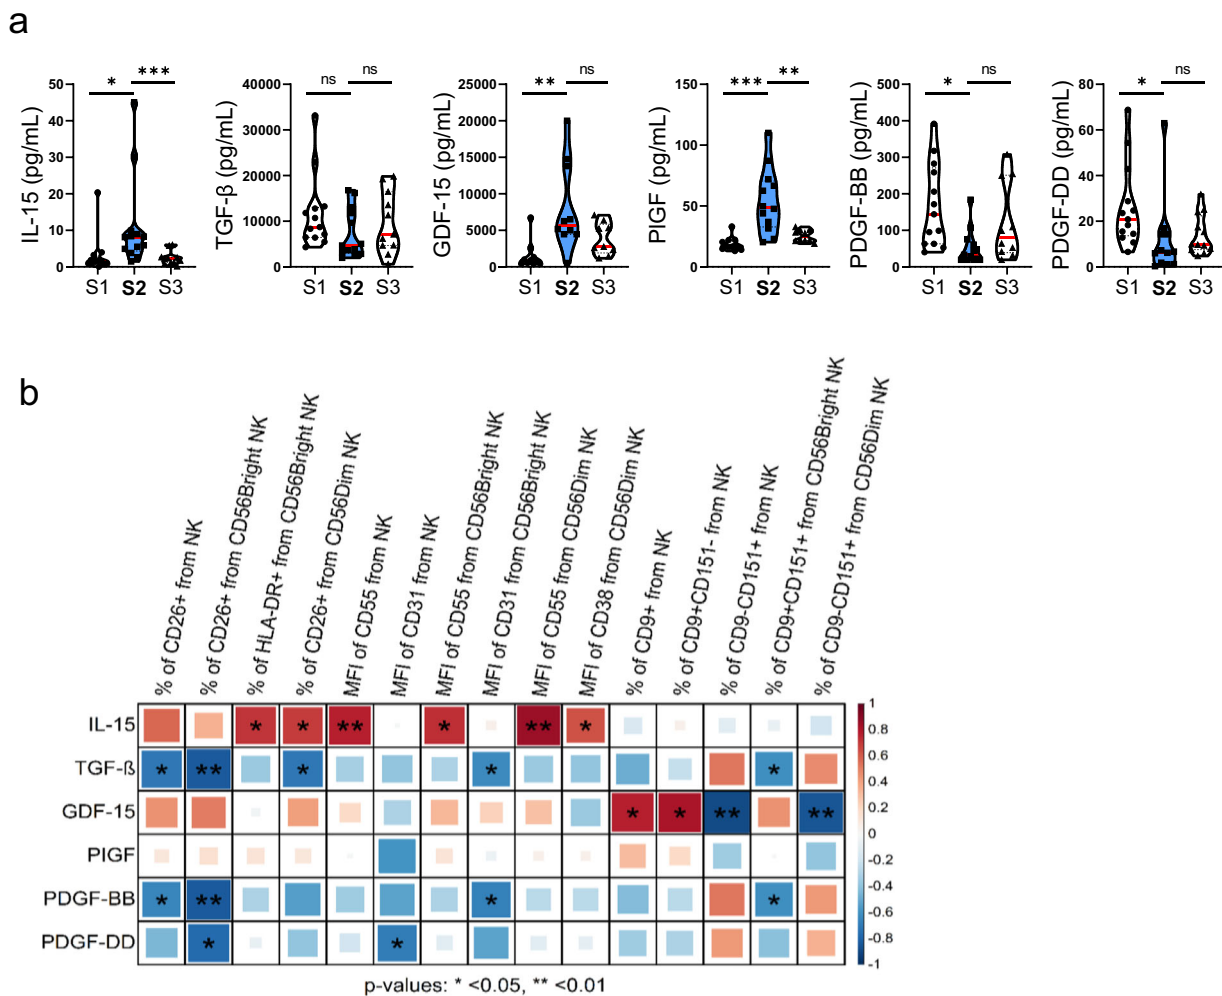 a
* ***
ns ns
** ns
*** **
* ns
* ns
IL-15 (pg/mL)
50
40
30
20
10
0
S1 S2 S3
TGF-β (pg/mL)
40000
30000
20000
10000
0
S1 S2 S3
GDF-15 (pg/mL)
25000
20000
15000
10000
5000
0
S1 S2 S3
PIGF (pg/mL)
150
100
50
0
S1 S2 S3
PDGF-BB (pg/mL)
500
400
300
200
100
0
S1 S2 S3
PDGF-DD (pg/mL)
80
60
40
20
0
S1 S2 S3
b
% of CD26+ from NK
% of CD26+ from CD56Bright NK
% of HLA-DR+ from CD56Bright NK
% of CD26+ from CD56Dim NK
MFI of CD55 from NK
MFI of CD31 from NK
MFI of CD55 from CD56Bright NK
MFI of CD31 from CD56Bright NK
MFI of CD55 from CD56Dim NK
MFI of CD38 from CD56Dim NK
% of CD9+ from NK
% of CD9+CD151- from NK
% of CD9-CD151+ from NK
% of CD9+CD151+ from CD56Bright NK
% of CD9-CD151+ from CD56Dim NK
IL-15 * * ** * ** *
TGF-ß * ** * * *
GDF-15 * * ** **
PIGF
PDGF-BB * ** * *
PDGF-DD * *
1
0.8
0.6
0.4
0.2
0
-0.2
-0.4
-0.6
-0.8
-1
p-values: * <0.05, ** <0.01